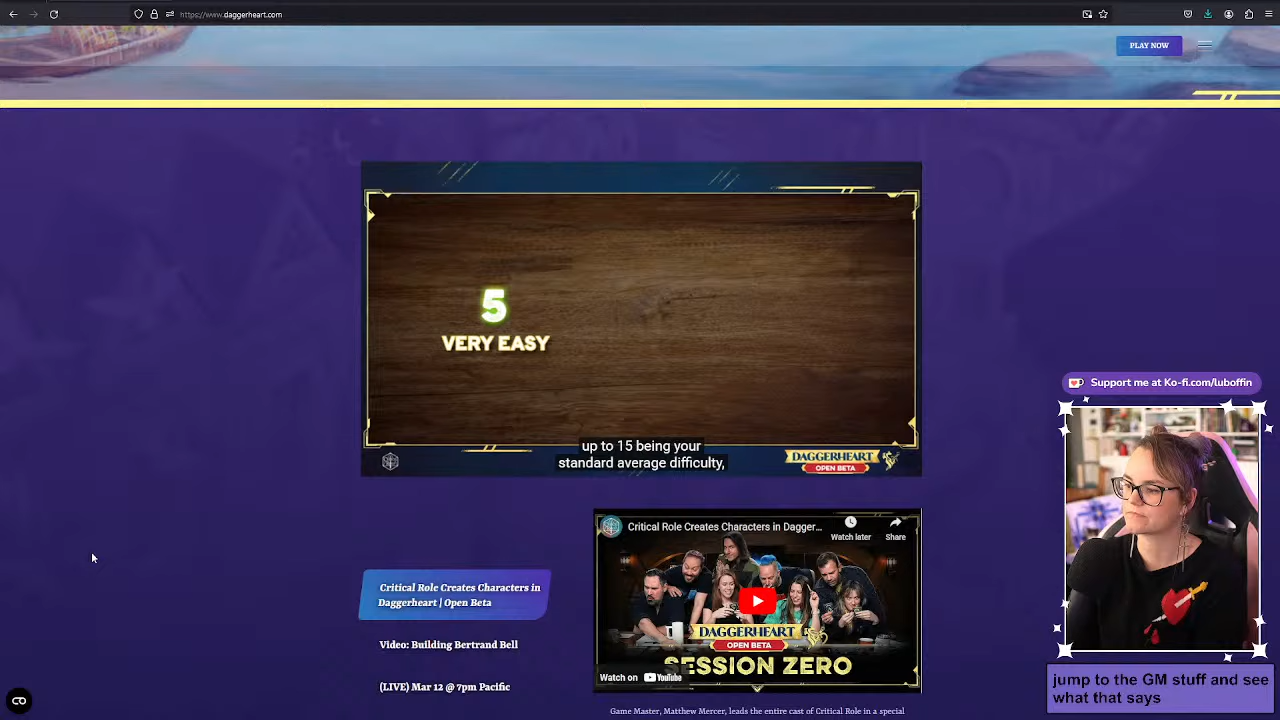 https://www.daggerheart.com
PLAY NOW
5
VERY EASY
up to 15 being your
standard average difficulty,
DAGGERHEART
OPEN BETA
Support me at Ko-fi.com/luboffin
Critical Role Creates Characters in Dagger...
Watch later
Share
Critical Role Creates Characters in
Daggerheart | Open Beta
DAGGERHEART
OPEN BETA
SESSION ZERO
Video: Building Bertrand Bell
Watch on YouTube
(LIVE) Mar 12 @ 7pm Pacific
jump to the GM stuff and see
what that says
Game Master, Matthew Mercer, leads the entire cast of Critical Role in a special